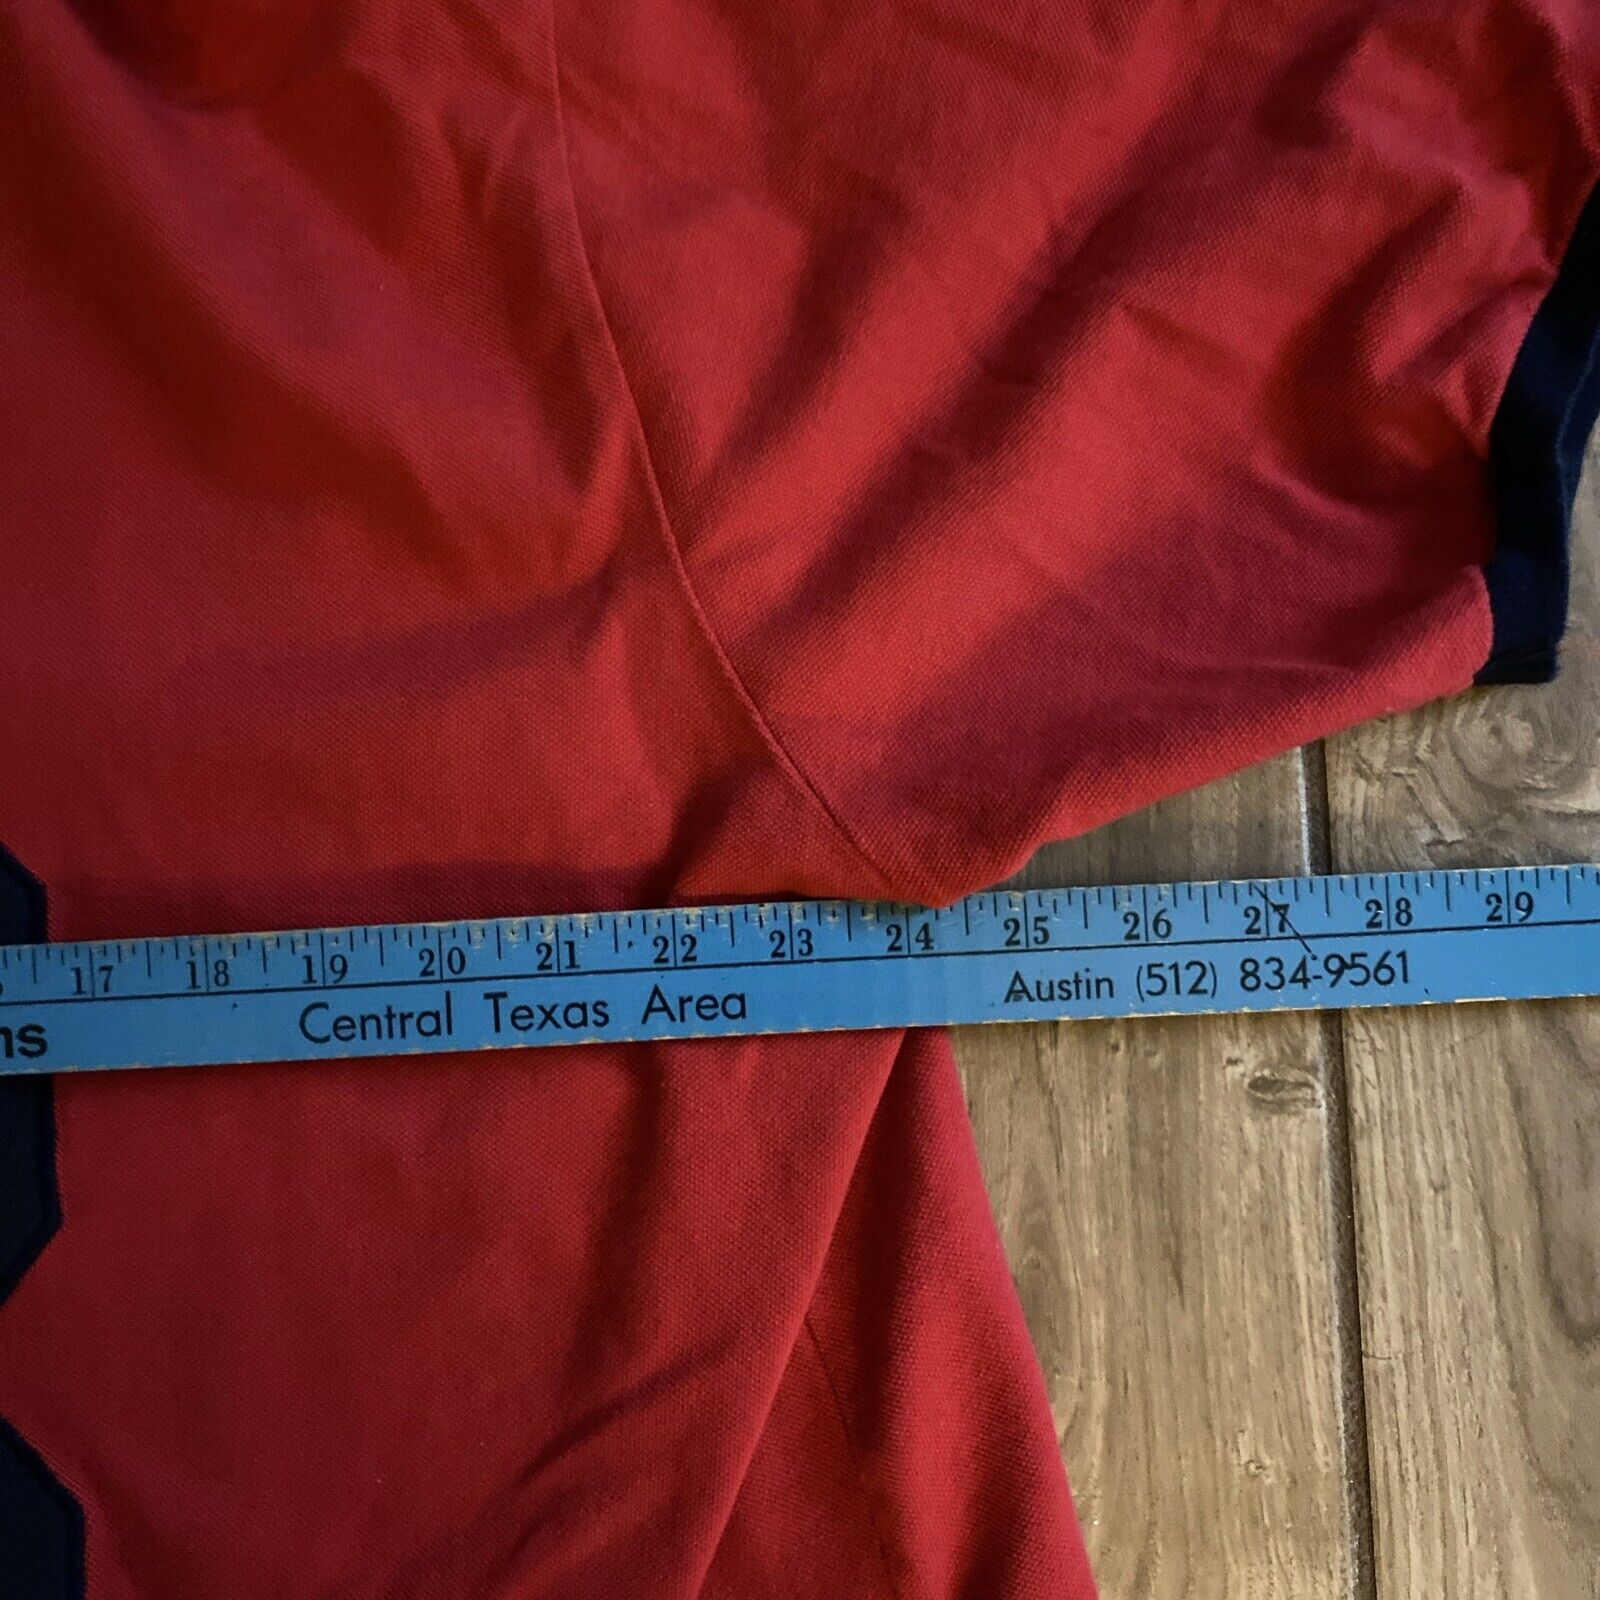 17 18 19 20 21 22 23 24 25 26 27 28 29
ns Central Texas Area Austin (512) 834-9561